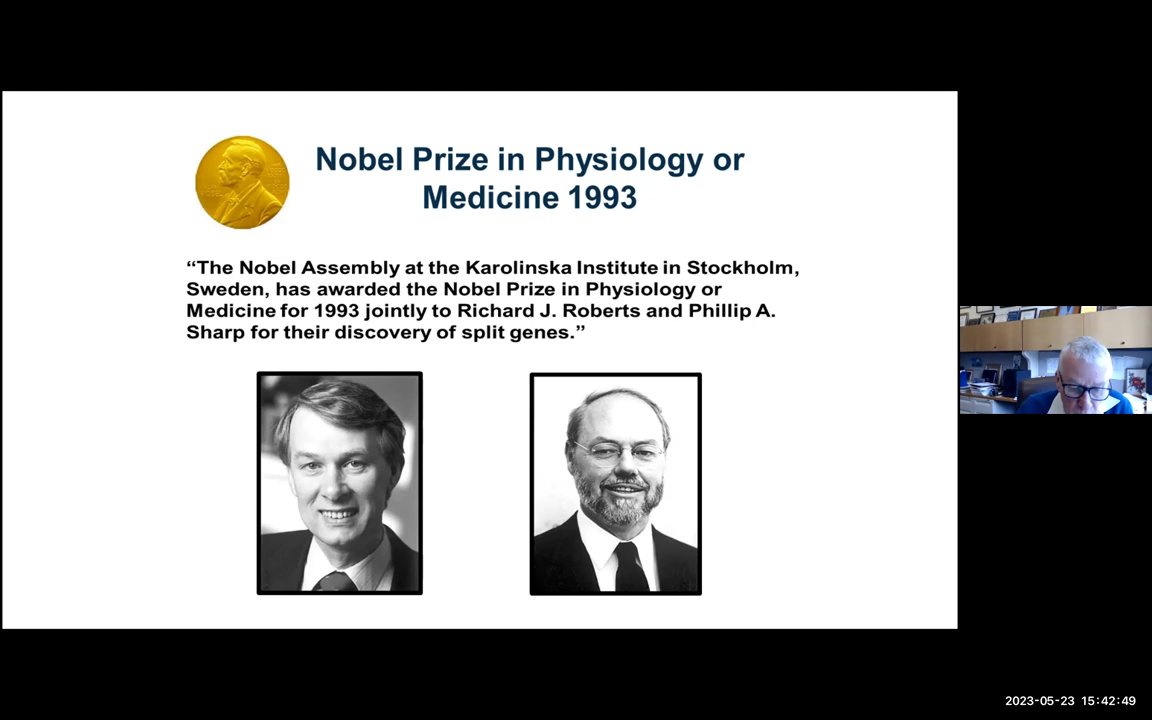 Nobel Prize in Physiology or
Medicine 1993
“The Nobel Assembly at the Karolinska Institute in Stockholm,
Sweden, has awarded the Nobel Prize in Physiology or
Medicine for 1993 jointly to Richard J. Roberts and Phillip A.
Sharp for their discovery of split genes.”
2023-05-23 15:42:49